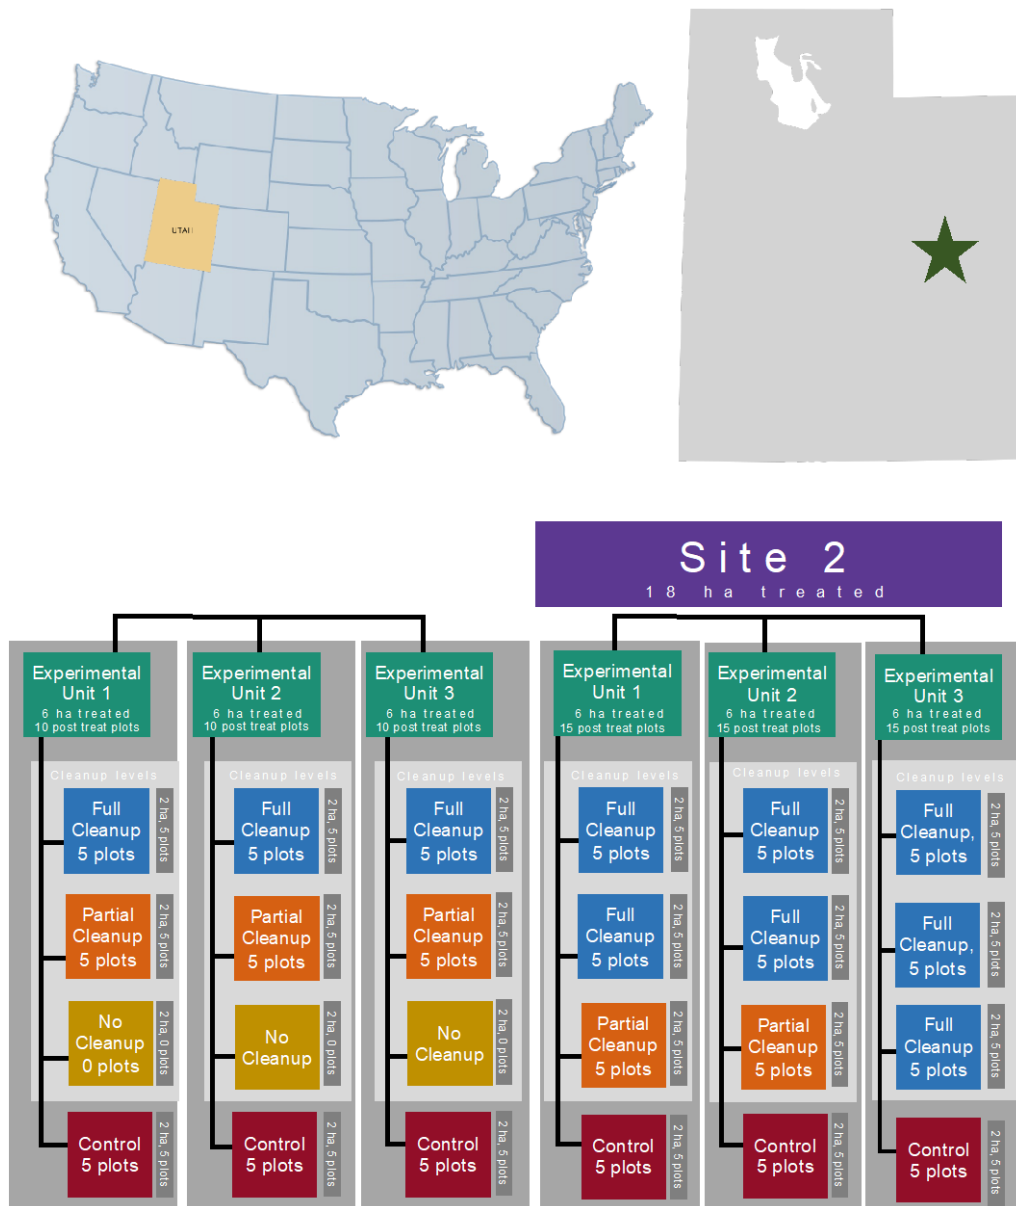 UTAH
Site 2
18 ha treated
Experimental
Unit 1
6 ha treated
10 post treat plots
Cleanup levels
Full
Cleanup
5 plots
2 ha, 5 plots
Partial
Cleanup
5 plots
2 ha, 5 plots
No
Cleanup
0 plots
2 ha, 0 plots
Control
5 plots
2 ha, 5 plots
Experimental
Unit 2
6 ha treated
10 post treat plots
Cleanup levels
Full
Cleanup
5 plots
2 ha, 5 plots
Partial
Cleanup
5 plots
2 ha, 5 plots
No
Cleanup
2 ha, 0 plots
Control
5 plots
2 ha, 5 plots
Experimental
Unit 3
6 ha treated
10 post treat plots
Cleanup levels
Full
Cleanup
5 plots
2 ha, 5 plots
Partial
Cleanup
5 plots
2 ha, 5 plots
No
Cleanup
2 ha, 0 plots
Control
5 plots
2 ha, 5 plots
Experimental
Unit 1
6 ha treated
15 post treat plots
Cleanup levels
Full
Cleanup
5 plots
2 ha, 5 plots
Full
Cleanup
5 plots
2 ha, 5 plots
Partial
Cleanup
5 plots
2 ha, 5 plots
Control
5 plots
2 ha, 5 plots
Experimental
Unit 2
6 ha treated
15 post treat plots
Cleanup levels
Full
Cleanup
5 plots
2 ha, 5 plots
Full
Cleanup
5 plots
2 ha, 5 plots
Partial
Cleanup
5 plots
2 ha, 5 plots
Control
5 plots
2 ha, 5 plots
Experimental
Unit 3
6 ha treated
15 post treat plots
Cleanup levels
Full
Cleanup,
5 plots
2 ha, 5 plots
Full
Cleanup,
5 plots
2 ha, 5 plots
Full
Cleanup
5 plots
2 ha, 5 plots
Control
5 plots
2 ha, 5 plots